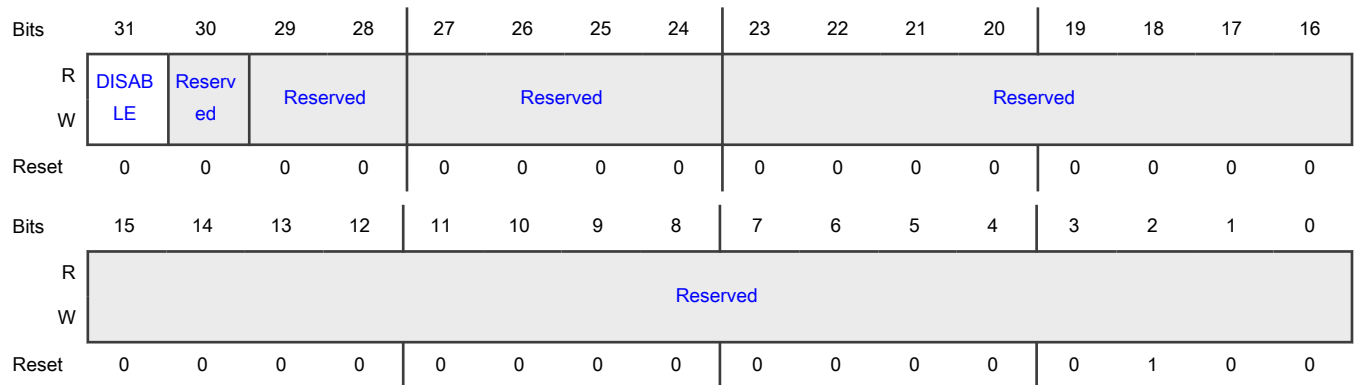 Bits 31 30 29 28 27 26 25 24 23 22 21 20 19 18 17 16
R
W
DISAB
LE
Reserv
ed
Reserved
Reserved
Reserved
Reset 0 0 0 0 0 0 0 0 0 0 0 0 0 0 0 0
Bits 15 14 13 12 11 10 9 8 7 6 5 4 3 2 1 0
R
W
Reserved
Reset 0 0 0 0 0 0 0 0 0 0 0 0 0 1 0 0